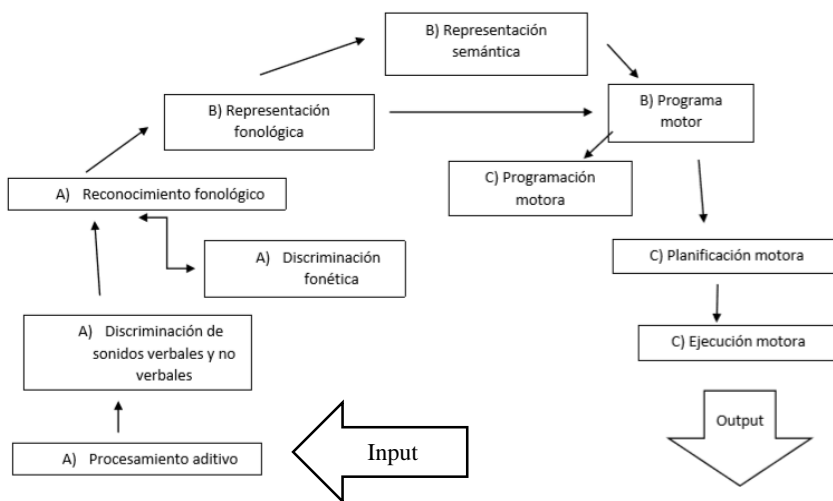 B) Representación
semántica
B) Representación
fonológica
B) Programa
motor
C) Programación
motora
A) Reconocimiento fonológico
A) Discriminación
fonética
C) Planificación motora
A) Discriminación de
sonidos verbales y no
verbales
C) Ejecución motora
Output
Input
A) Procesamiento aditivo